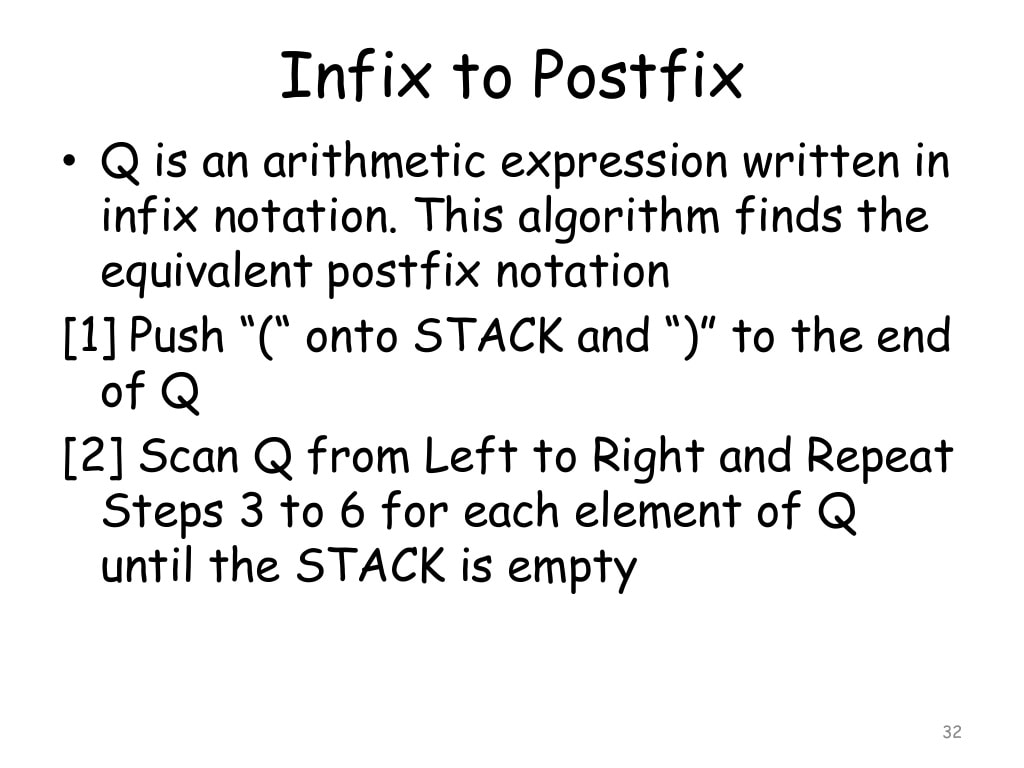 Infix to Postfix
• Q is an arithmetic expression written in
infix notation. This algorithm finds the
equivalent postfix notation
[1] Push “(“ onto STACK and “)” to the end
of Q
[2] Scan Q from Left to Right and Repeat
Steps 3 to 6 for each element of Q
until the STACK is empty
32